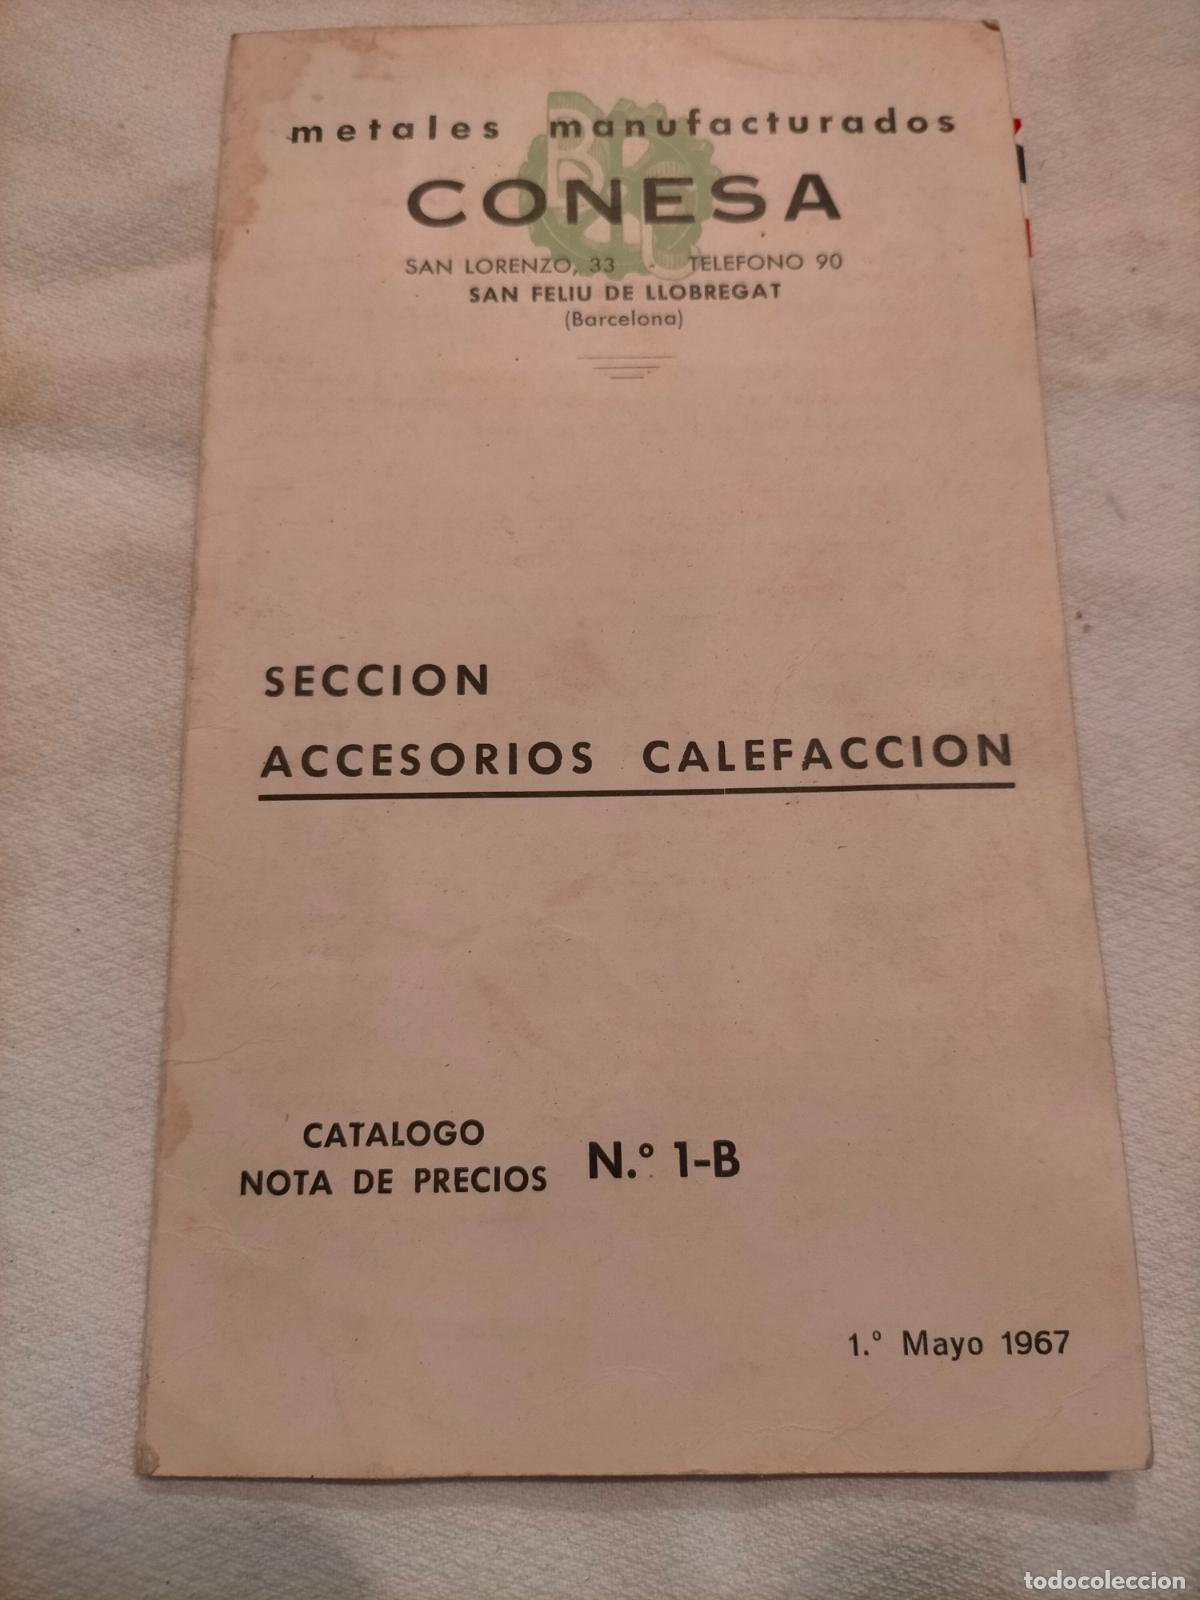 metales manufacturados
CONESA
SAN LORENZO, 33 - TELEFONO 90
SAN FELIU DE LLOBREGAT
(Barcelona)
SECCION
ACCESORIOS CALEFACCION
CATALOGO
NOTA DE PRECIOS N.º 1-B
1.º Mayo 1967
todocoleccion